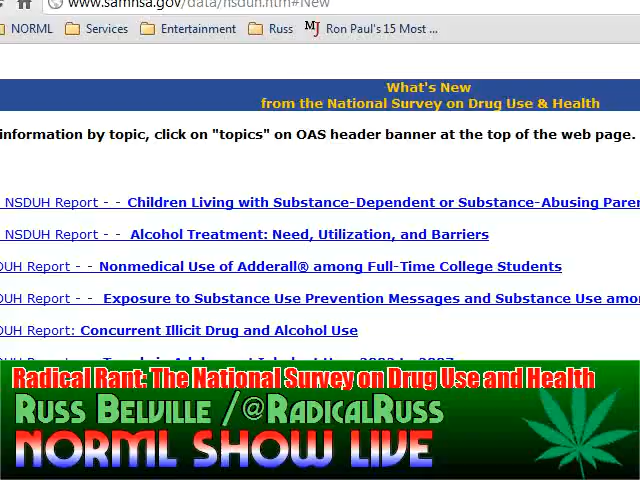 www.samhsa.gov/data/nsduh.htm#New
NORML Services Entertainment Russ MJ Ron Paul's 15 Most ...
What's New
from the National Survey on Drug Use & Health
information by topic, click on "topics" on OAS header banner at the top of the web page.
NSDUH Report - - Children Living with Substance-Dependent or Substance-Abusing Paren
NSDUH Report - - Alcohol Treatment: Need, Utilization, and Barriers
DUH Report - - Nonmedical Use of Adderall® among Full-Time College Students
DUH Report - - Exposure to Substance Use Prevention Messages and Substance Use amo
DUH Report: Concurrent Illicit Drug and Alcohol Use
Radical Rant: The National Survey on Drug Use and Health
Russ Belville /@RadicalRuss
NORML SHOW LIVE